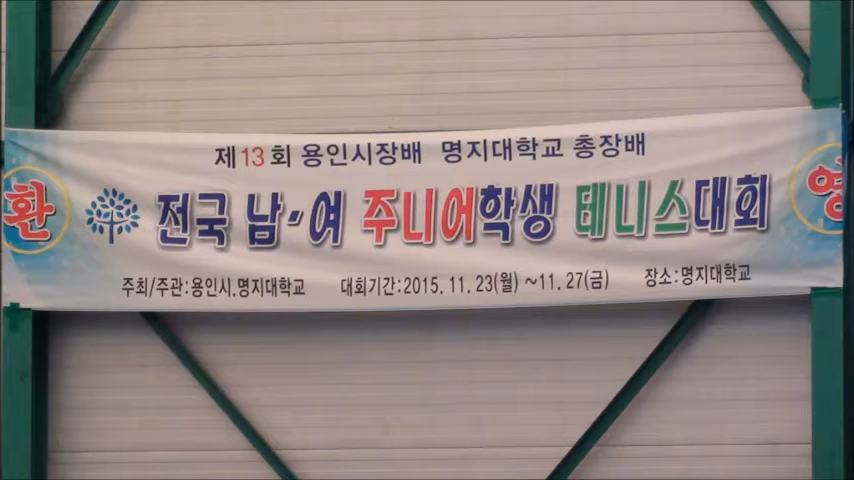 제13회 용인시장배 명지대학교 총장배
환 전국 남·여 주니어학생 테니스대회 영
주최/주관:용인시.명지대학교 대회기간:2015.11.23(월)~11.27(금) 장소:명지대학교